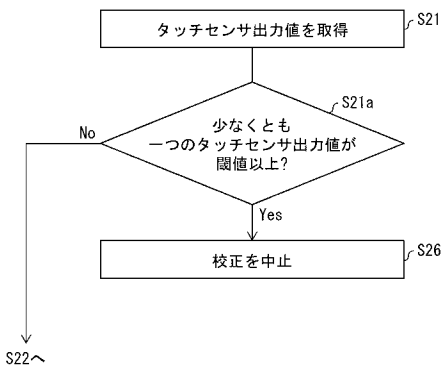 タッチセンサ出力値を取得
S21
S21a
少なくとも
一つのタッチセンサ出力値が
閾値以上?
No
Yes
校正を中止
S26
S22へ